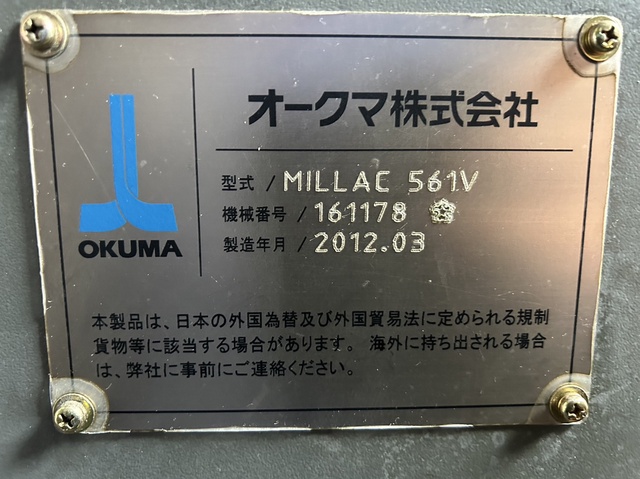 オークマ株式会社
OKUMA
型式 / MILLAC 561V
機械番号 / 161178
製造年月 / 2012.03
本製品は、日本の外国為替及び外国貿易法に定められる規制
貨物等に該当する場合があります。 海外に持ち出される場合
は、弊社に事前にご連絡ください。